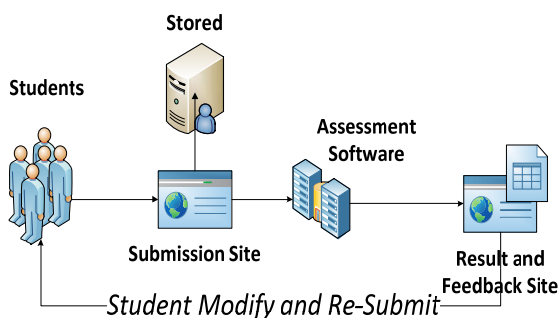 Stored
Students
Assessment
Software
Submission Site
Result and
Feedback Site
Student Modify and Re-Submit